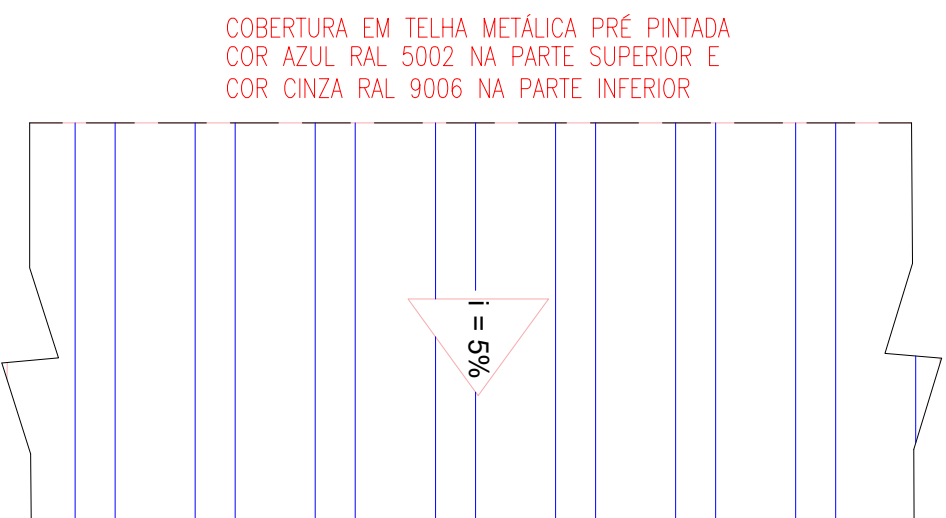 COBERTURA EM TELHA METÁLICA PRÉ PINTADA
COR AZUL RAL 5002 NA PARTE SUPERIOR E
COR CINZA RAL 9006 NA PARTE INFERIOR
i = 5%